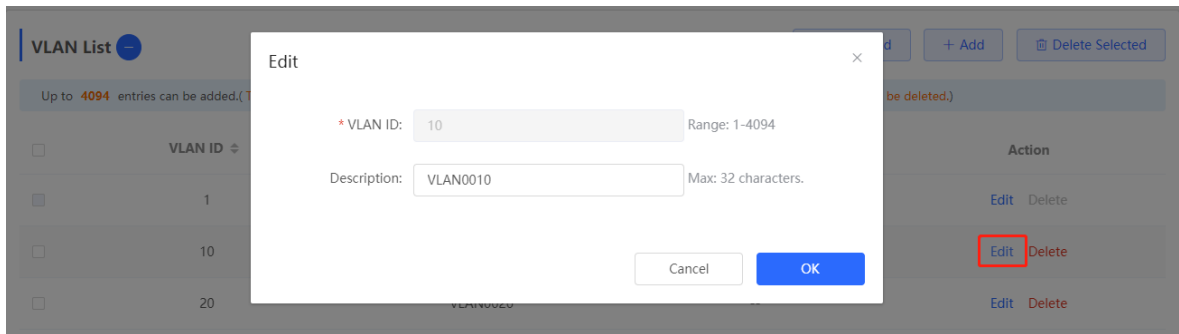 VLAN List
Edit
d
+ Add
Delete Selected
Up to 4094 entries can be added.(
be deleted.)
* VLAN ID:
10
Range: 1-4094
VLAN ID
Action
Description:
VLAN0010
Max: 32 characters.
1
Edit Delete
10
Edit Delete
Cancel
OK
20
VLAN0020
Edit Delete